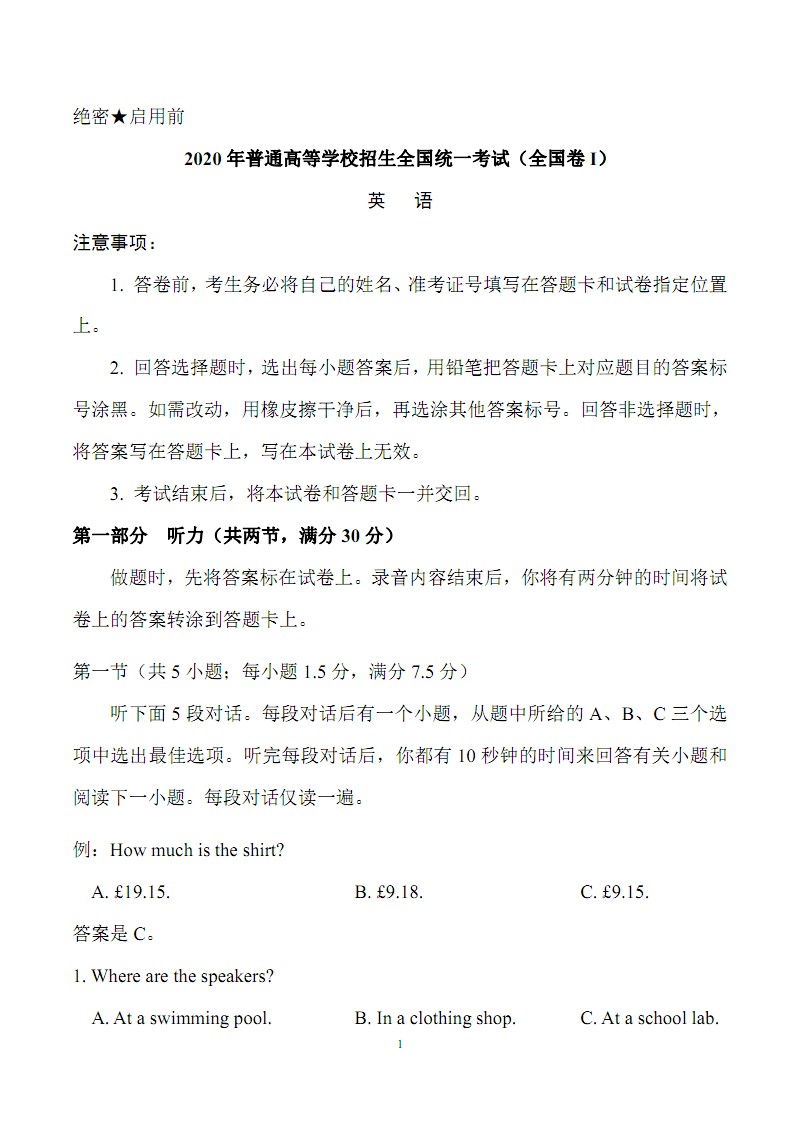 绝密★启用前
2020 年普通高等学校招生全国统一考试（全国卷 I）
英 语
注意事项：
1. 答卷前，考生务必将自己的姓名、准考证号填写在答题卡和试卷指定位置
上。
2. 回答选择题时，选出每小题答案后，用铅笔把答题卡上对应题目的答案标
号涂黑。如需改动，用橡皮擦干净后，再选涂其他答案标号。回答非选择题时，
将答案写在答题卡上，写在本试卷上无效。
3. 考试结束后，将本试卷和答题卡一并交回。
第一部分 听力（共两节，满分 30 分）
做题时，先将答案标在试卷上。录音内容结束后，你将有两分钟的时间将试
卷上的答案转涂到答题卡上。
第一节（共 5 小题；每小题 1.5 分，满分 7.5 分）
听下面 5 段对话。每段对话后有一个小题，从题中所给的 A、B、C 三个选
项中选出最佳选项。听完每段对话后，你都有 10 秒钟的时间来回答有关小题和
阅读下一小题。每段对话仅读一遍。
例：How much is the shirt?
A. £19.15. B. £9.18. C. £9.15.
答案是 C。
1. Where are the speakers?
A. At a swimming pool. B. In a clothing shop. C. At a school lab.
1